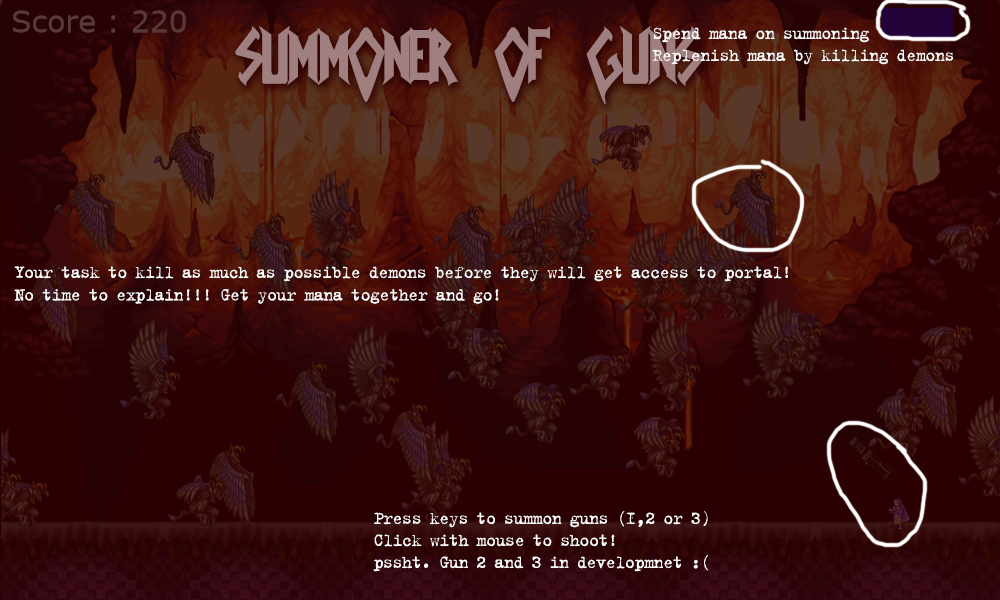 Score : 220
SUMMONER OF GUNS
Spend mana on summoning
Replenish mana by killing demons
Your task to kill as much as possible demons before they will get access to portal!
No time to explain!!! Get your mana together and go!
Press keys to summon guns (1,2 or 3)
Click with mouse to shoot!
pssht. Gun 2 and 3 in developmnet :(